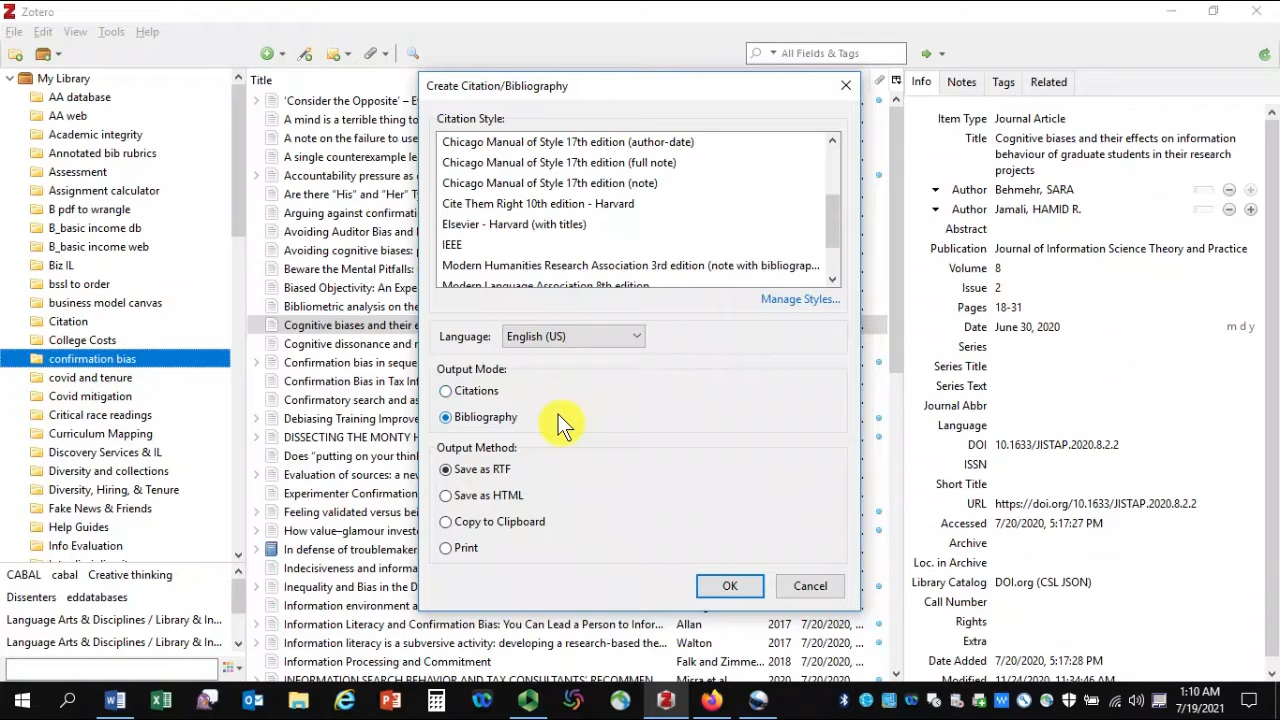 Zotero
File Edit View Tools Help
All Fields & Tags
My Library
AA database
AA web
Academic integrity
Annotated bib rubrics
Assessment
Assignment calculator
B pdf to wrangle
B_basic income db
B_basic income web
Biz IL
bssl to order
business model canvas
Citation
College Costs
confirmation bias
covid and tenure
Covid mtigation
Critical race readings
Curriculum Mapping
Discovery Services & IL
Diversity and collections
Diversity, Hiring, & Tenure
Fake News & Friends
Help Guides
Info Evaluation
CABAL cabal Creative thinking
Dissenters eddatabases
Language Arts & Disciplines / Library & In...
Language Arts & Disciplines / Library & In...
Title
'Consider the Opposite' – E
A mind is a terrible thing to
A note on the failure to use
A single counterexample le
Accountability pressure as
Are there "His" and "Her" T
Arguing against confirmati
Avoiding Auditor Bias and
Avoiding cognitive biases:
Beware the Mental Pitfalls:
Biased Objectivity: An Expe
Bibliometric analysis on the
Cognitive biases and their e
Cognitive dissonance and r
Confirmation Bias in seque
Confirmation Bias in Tax In
Confirmatory search and as
Debiasing Training Improve
DISSECTING THE MONTY H
Does "putting on your think
Evaluation of sources: a nev
Experimenter Confirmation
Feeling validated versus bei
How value–glamour investe
In defense of troublemaker
Indecisiveness and informa
Inequality and Bias in the D
Information environment a
Information Literacy and Confirmation Bias: You Can Lead a Person to Infor... Allan 2017 7/20/2020, ...
Information literacy is a subversive activity: developing a research-based the... Walton 2017 7/20/2020, ...
Information Processing and Commitment Falk and Zimme... 2018 7/20/2020, ...
Create Citation/Bibliography
Citation Style:
Chicago Manual of Style 17th edition (author-date)
Chicago Manual of Style 17th edition (full note)
Chicago Manual of Style 17th edition (note)
Cite Them Right 10th edition - Harvard
Elsevier - Harvard (with titles)
IEEE
Modern Humanities Research Association 3rd edition (note with bibliograp...
Modern Language Association 8th edition
Manage Styles...
Language: English (US)
Output Mode:
Citations
Bibliography
Output Method:
Save as RTF
Save as HTML
Copy to Clipboard
Print
OK Cancel
Info Notes Tags Related
Item Type Journal Article
Title Cognitive biases and their effects on information
behaviour of graduate students in their research
projects
Author Behmehr, SARA
Author Jamali, HAMID R.
Abstract
Publication Journal of Information Science Theory and Practice
Volume 8
Issue 2
Pages 18-31
Date June 30, 2020 m d y
Series
Series Title
Series Text
Journal Abbr
Language
DOI 10.1633/JISTAP.2020.8.2.2
ISSN
Short Title
URL https://doi.org/10.1633/JISTAP.2020.8.2.2
Accessed 7/20/2020, 5:17:27 PM
Archive
Loc. in Archive
Library Catalog DOI.org (CSL JSON)
Call Number
Rights
Extra
Date Added 7/20/2020, 5:17:28 PM
Modified 11/24/2020, 11:34:46 AM
1:10 AM
7/19/2021